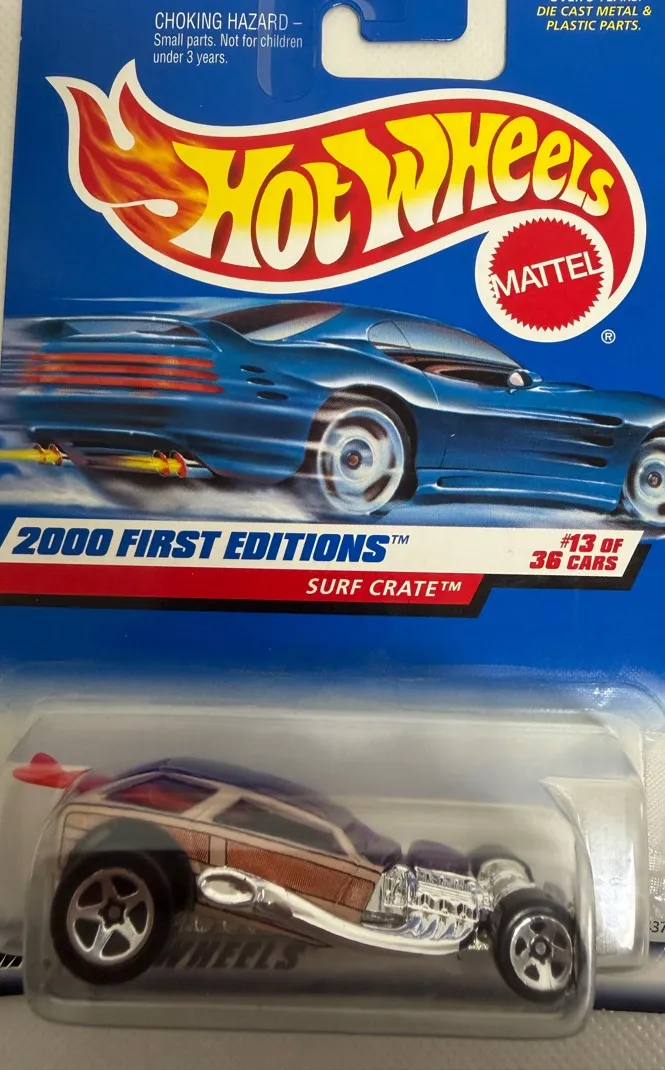 CHOKING HAZARD –
Small parts. Not for children
under 3 years.
DIE CAST METAL &
PLASTIC PARTS.
HOT WHEELS
MATTEL
®
2000 FIRST EDITIONS™
#13 OF
36 CARS
SURF CRATE™
WHEELS